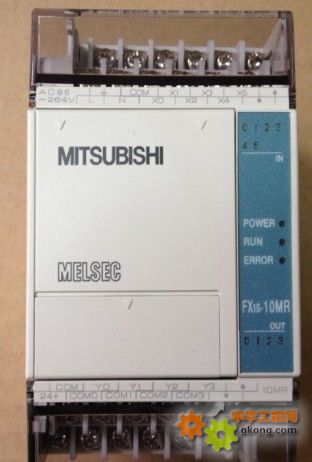 AC85 ⏚ COM X1 X3 X5 •
~264V L N X0 X2 X4 •
MITSUBISHI
0 1 2 3
4 5
IN
POWER
RUN
ERROR
MELSEC
FX1S-10MR
OUT
0 1 2 3
COM Y0 Y1 Y2 Y3 •
24+ COM0 COM1 COM2 COM3 • 10MR
gkong.com